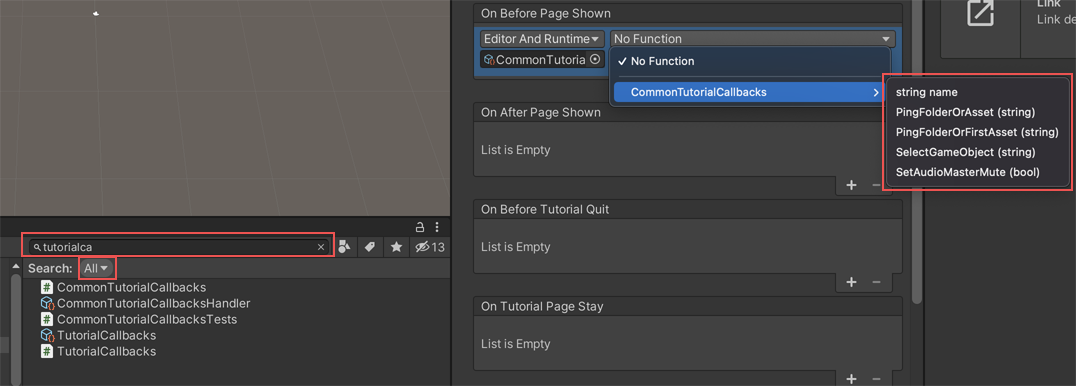 On Before Page Shown
Editor And Runtime
No Function
CommonTutoria
No Function
CommonTutorialCallbacks
string name
PingFolderOrAsset (string)
PingFolderOrFirstAsset (string)
SelectGameObject (string)
SetAudioMasterMute (bool)
On After Page Shown
List is Empty
On Before Tutorial Quit
List is Empty
On Tutorial Page Stay
List is Empty
Link
Link de
tutorialca
13
Search: All
CommonTutorialCallbacks
CommonTutorialCallbacksHandler
CommonTutorialCallbacksTests
TutorialCallbacks
TutorialCallbacks